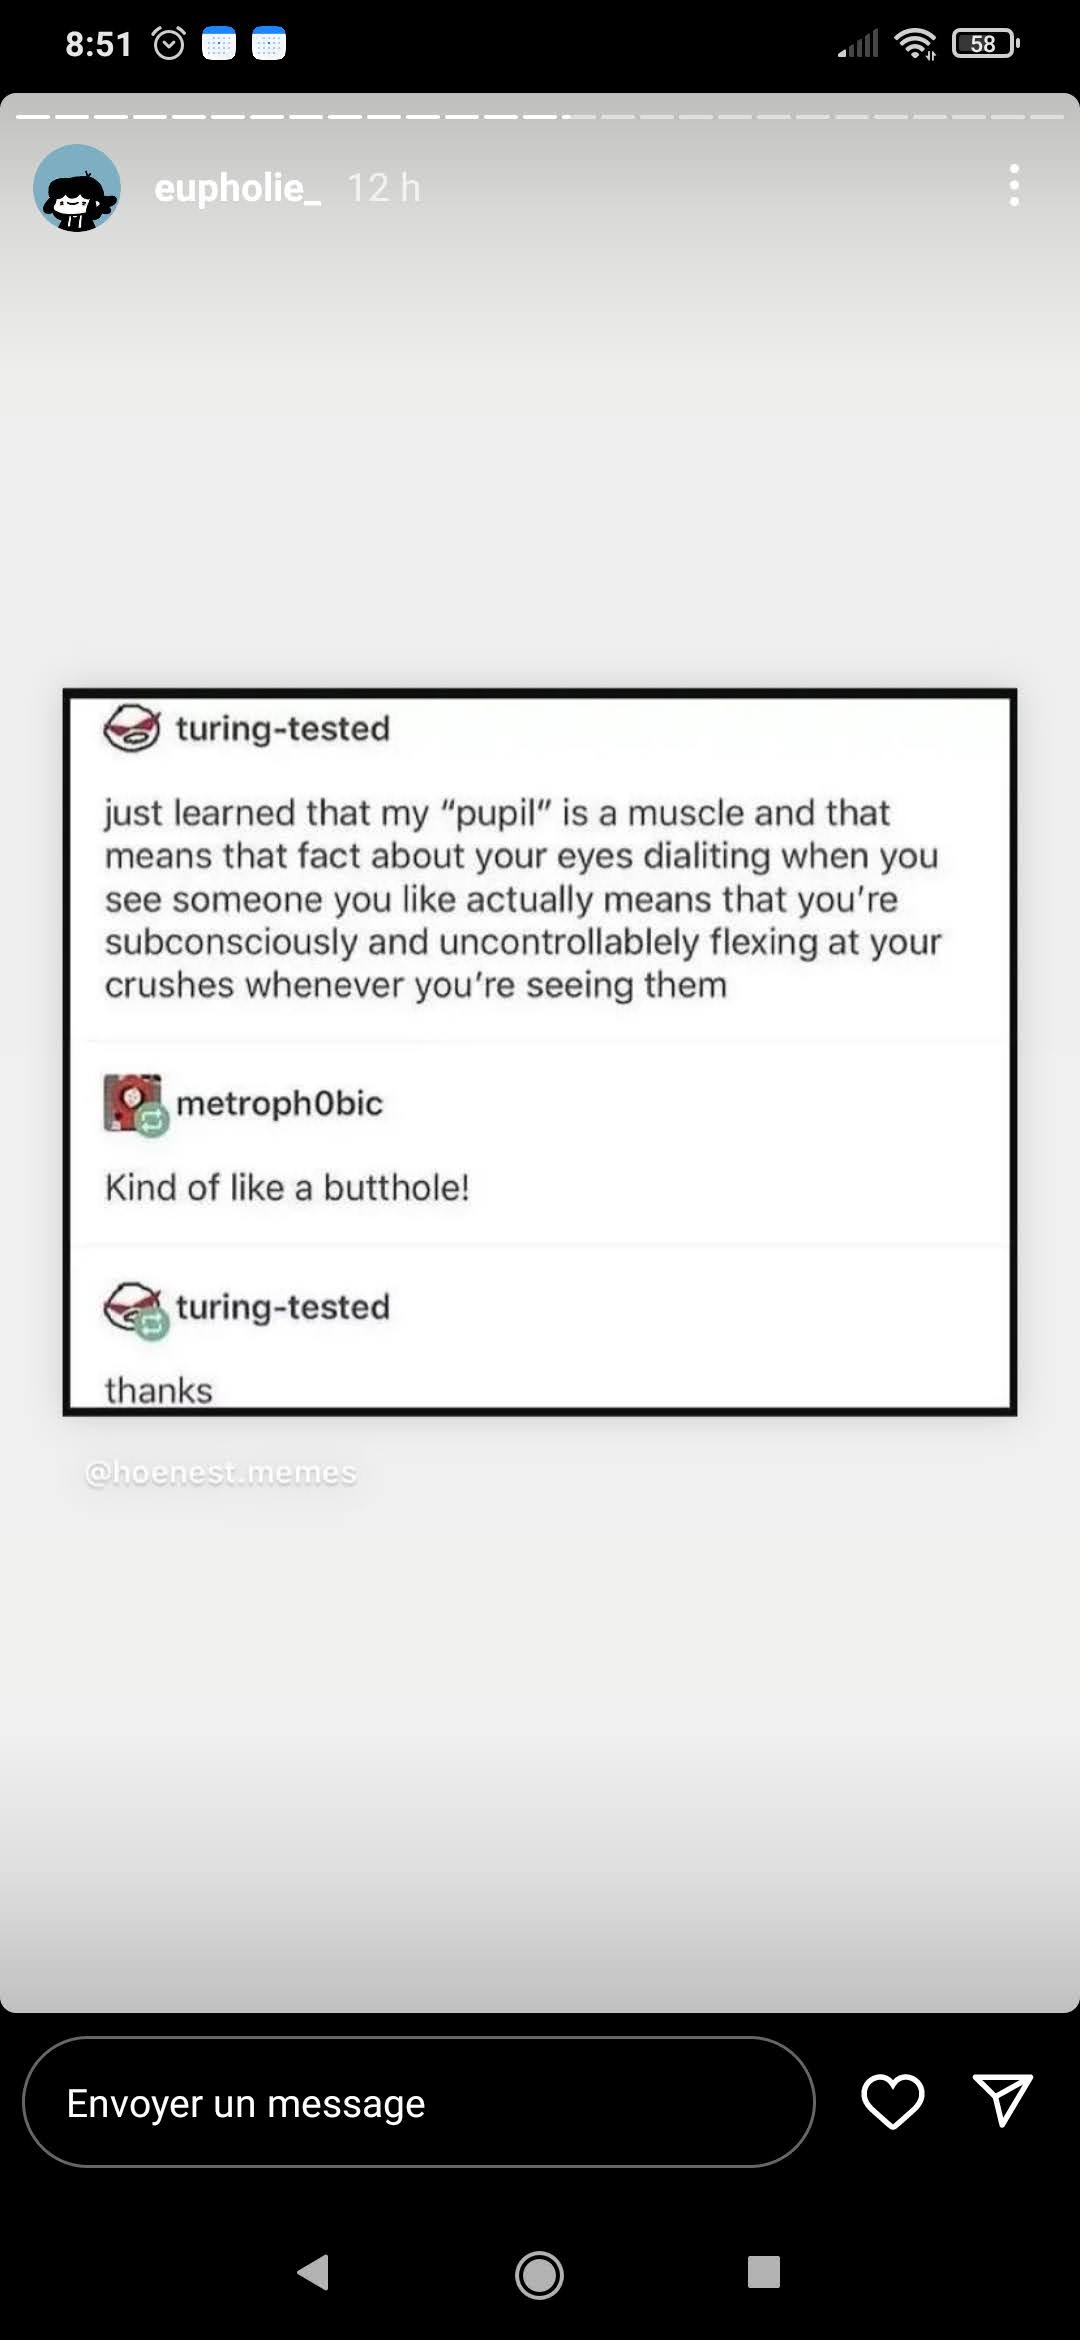 8:51
58
eupholie_ 12 h
turing-tested
just learned that my “pupil” is a muscle and that
means that fact about your eyes dialiting when you
see someone you like actually means that you’re
subconsciously and uncontrollablely flexing at your
crushes whenever you’re seeing them
metroph0bic
Kind of like a butthole!
turing-tested
thanks
@hoenest.memes
Envoyer un message